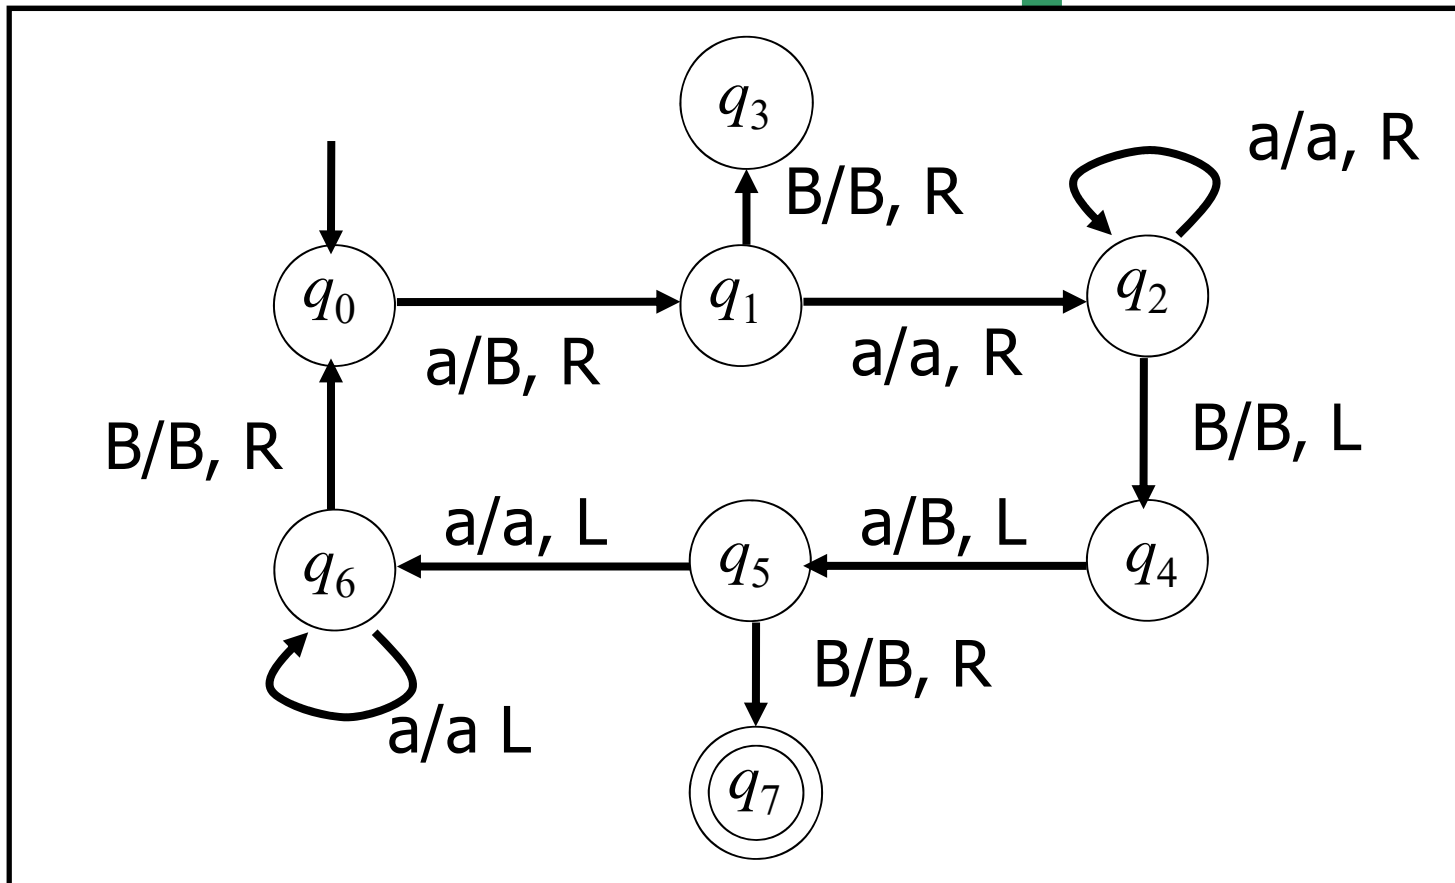 q3
a/a, R
B/B, R
q0
q1
q2
a/B, R
a/a, R
B/B, R
B/B, L
a/a, L
a/B, L
q6
q5
q4
B/B, R
a/a L
q7